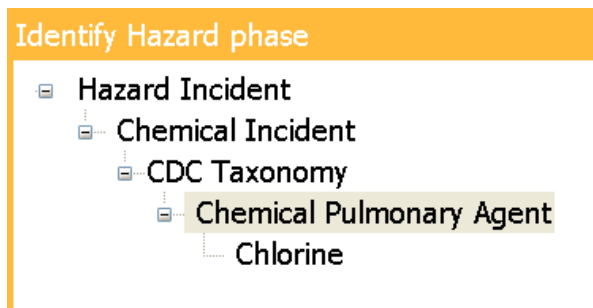 Identify Hazard phase
Hazard Incident
Chemical Incident
CDC Taxonomy
Chemical Pulmonary Agent
Chlorine